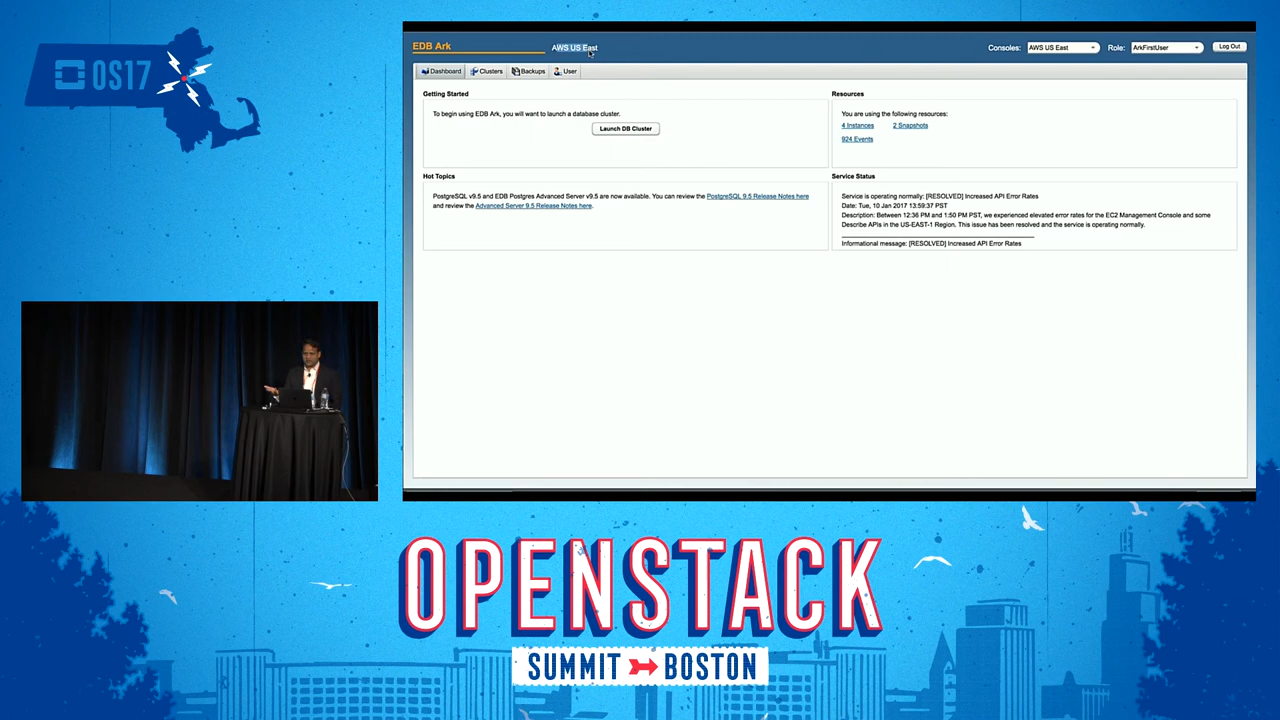 OS17
EDB Ark
AWS US East
Consoles: AWS US East Role: ArkFirstUser Log Out
Dashboard Clusters Backups User
Getting Started
To begin using EDB Ark, you will want to launch a database cluster.
Launch DB Cluster
Resources
You are using the following resources:
4 Instances 2 Snapshots
924 Events
Hot Topics
PostgreSQL v9.5 and EDB Postgres Advanced Server v9.5 are now available. You can review the PostgreSQL 9.5 Release Notes here
and review the Advanced Server 9.5 Release Notes here.
Service Status
Service is operating normally: [RESOLVED] Increased API Error Rates
Date: Tue, 10 Jan 2017 13:59:37 PST
Description: Between 12:36 PM and 1:50 PM PST, we experienced elevated error rates for the EC2 Management Console and some
Describe APIs in the US-EAST-1 Region. This issue has been resolved and the service is operating normally.
Informational message: [RESOLVED] Increased API Error Rates
OPENSTACK
SUMMIT BOSTON